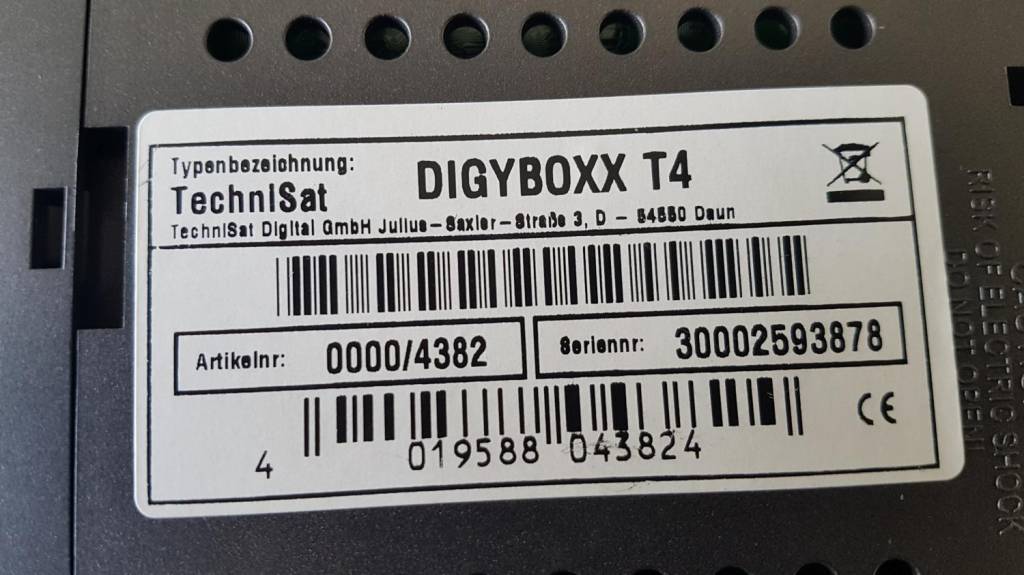 Typenbezeichnung:
TechniSat
DIGYBOXX T4
TechniSat Digital GmbH Julius-Saxler-Straße 3, D - 54550 Daun
Artikelnr: 0000/4382
Seriennr: 30002593878
4 019588 043824
CE
RISK OF ELECTRIC SHOCK
DO NOT OPEN!